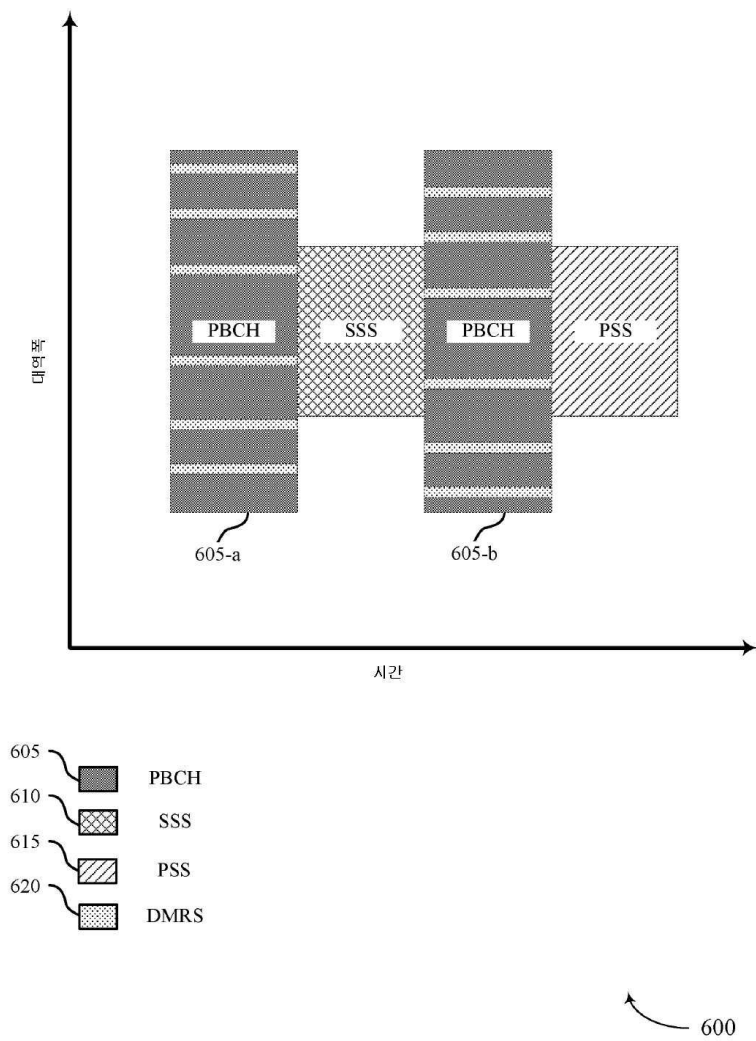 PBCH SSS PBCH PSS
대역폭
605-a 605-b
시간
605 PBCH
610 SSS
615 PSS
620 DMRS
600